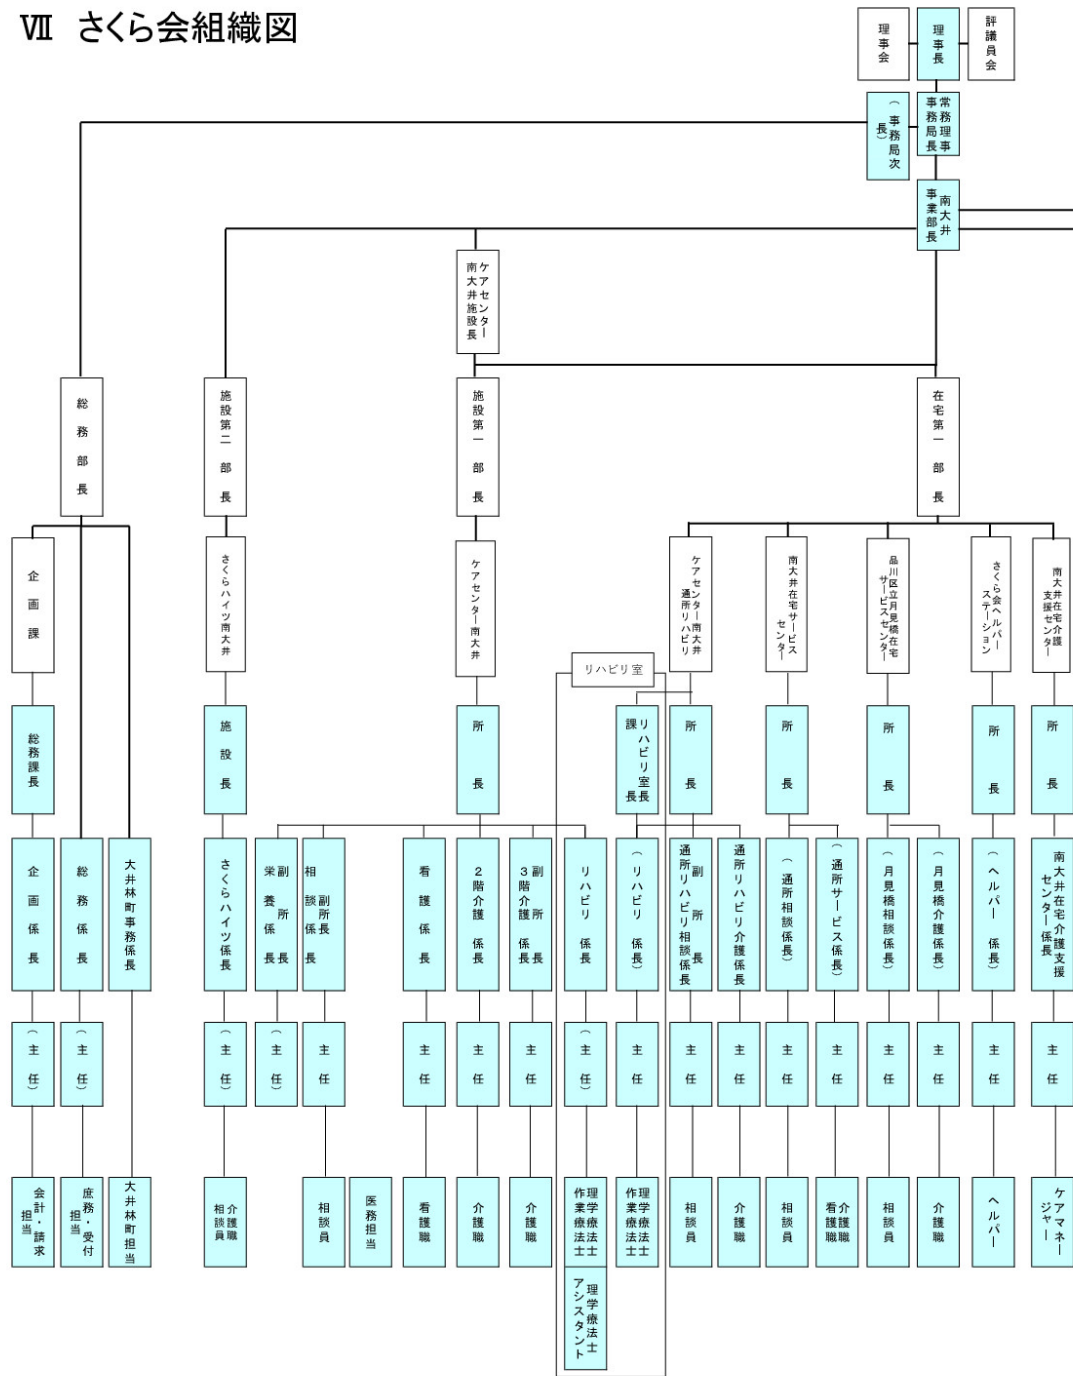 Ⅶ さくら会組織図
理事会
理事長
評議員会
（事務局次
長）
常務理事
事務局長
南大井
事業部長
ケアセンター
南大井施設長
総務部長
施設第二 部長
施設第一 部長
在宅第一 部長
企画課
さくらハイツ南大井
ケアセンター南大井
ケアセンター南大井
通所リハビリ
南大井在宅サービス
センター
品川区立月見橋在宅
サービスセンター
さくら会ヘルパー
ステーション
南大井在宅介護
支援センター
リハビリ室
総務課長
施設長
所長
リハビリ室長
課長
所長
所長
所長
所長
所長
企画係長
総務係長
大井林町事務係長
さくらハイツ係長
副所長
栄養係長
副所長
相談係長
看護係長
２階介護 係長
副所長
３階介護 係長
リハビリ 係長
（リハビリ 係長）
副所長
通所リハビリ相談係長
通所リハビリ介護係長
（通所相談係長）
（通所サービス係長）
（月見橋相談係長）
（月見橋介護係長）
（ヘルパー 係長）
南大井在宅介護支援
センター係長
（主任）
（主任）
（主任）
（主任）
主任
主任
主任
主任
（主任）
主任
主任
主任
主任
主任
主任
主任
主任
主任
会計・請求
担当
庶務・受付
担当
大井林町担当
介護職
相談員
相談員
医務担当
看護職
介護職
介護職
理学療法士
作業療法士
理学療法士
作業療法士
相談員
介護職
相談員
介護職
看護職
相談員
介護職
ヘルパー
ケアマネー
ジャー
理学療法士
アシスタント